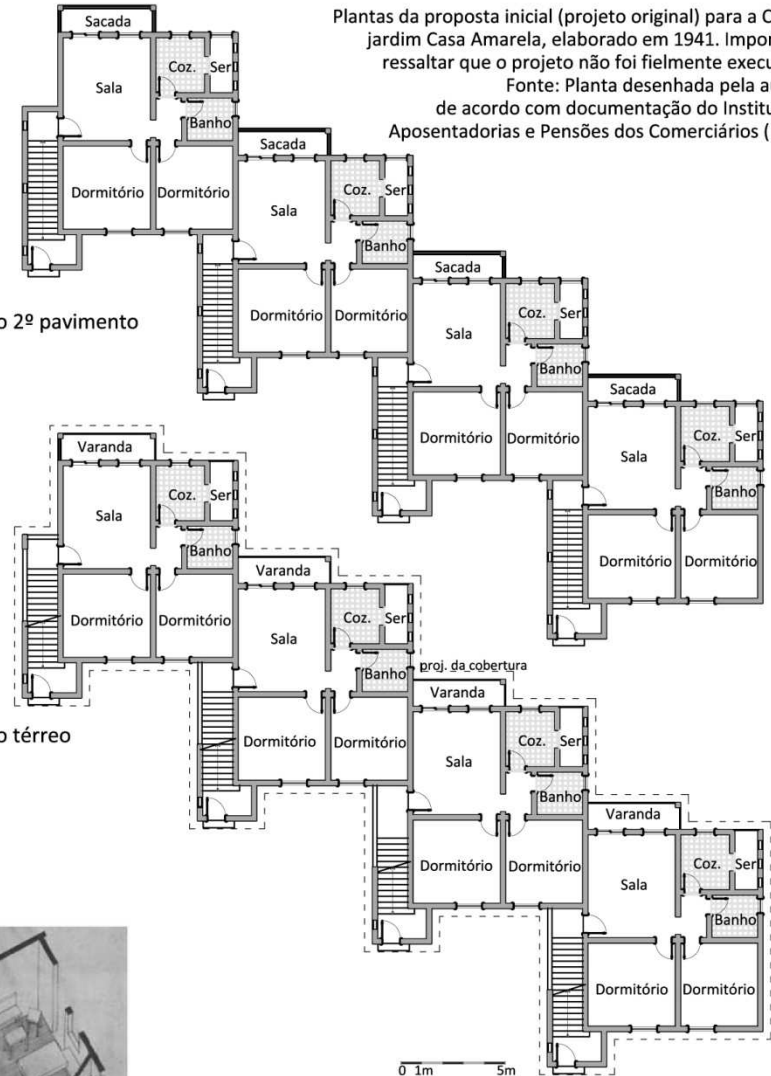 Plantas da proposta inicial (projeto original) para a C
jardim Casa Amarela, elaborado em 1941. Impor
ressaltar que o projeto não foi fielmente execu
Fonte: Planta desenhada pela a
de acordo com documentação do Institu
Aposentadorias e Pensões dos Comerciários (
Sacada
Coz. Ser
Sala
Banho
Dormitório Dormitório
Sacada
Coz. Ser
Sala
Banho
Dormitório Dormitório
Sacada
Coz. Ser
Sala
Banho
Dormitório Dormitório
Sacada
Coz. Ser
Sala
Banho
Dormitório Dormitório
o 2º pavimento
Varanda
Coz. Ser
Sala
Banho
Dormitório Dormitório
Varanda
Coz. Ser
Sala
Banho
Dormitório Dormitório
proj. da cobertura
Varanda
Coz. Ser
Sala
Banho
Dormitório Dormitório
Varanda
Coz. Ser
Sala
Banho
Dormitório Dormitório
o térreo
0 1m 5m